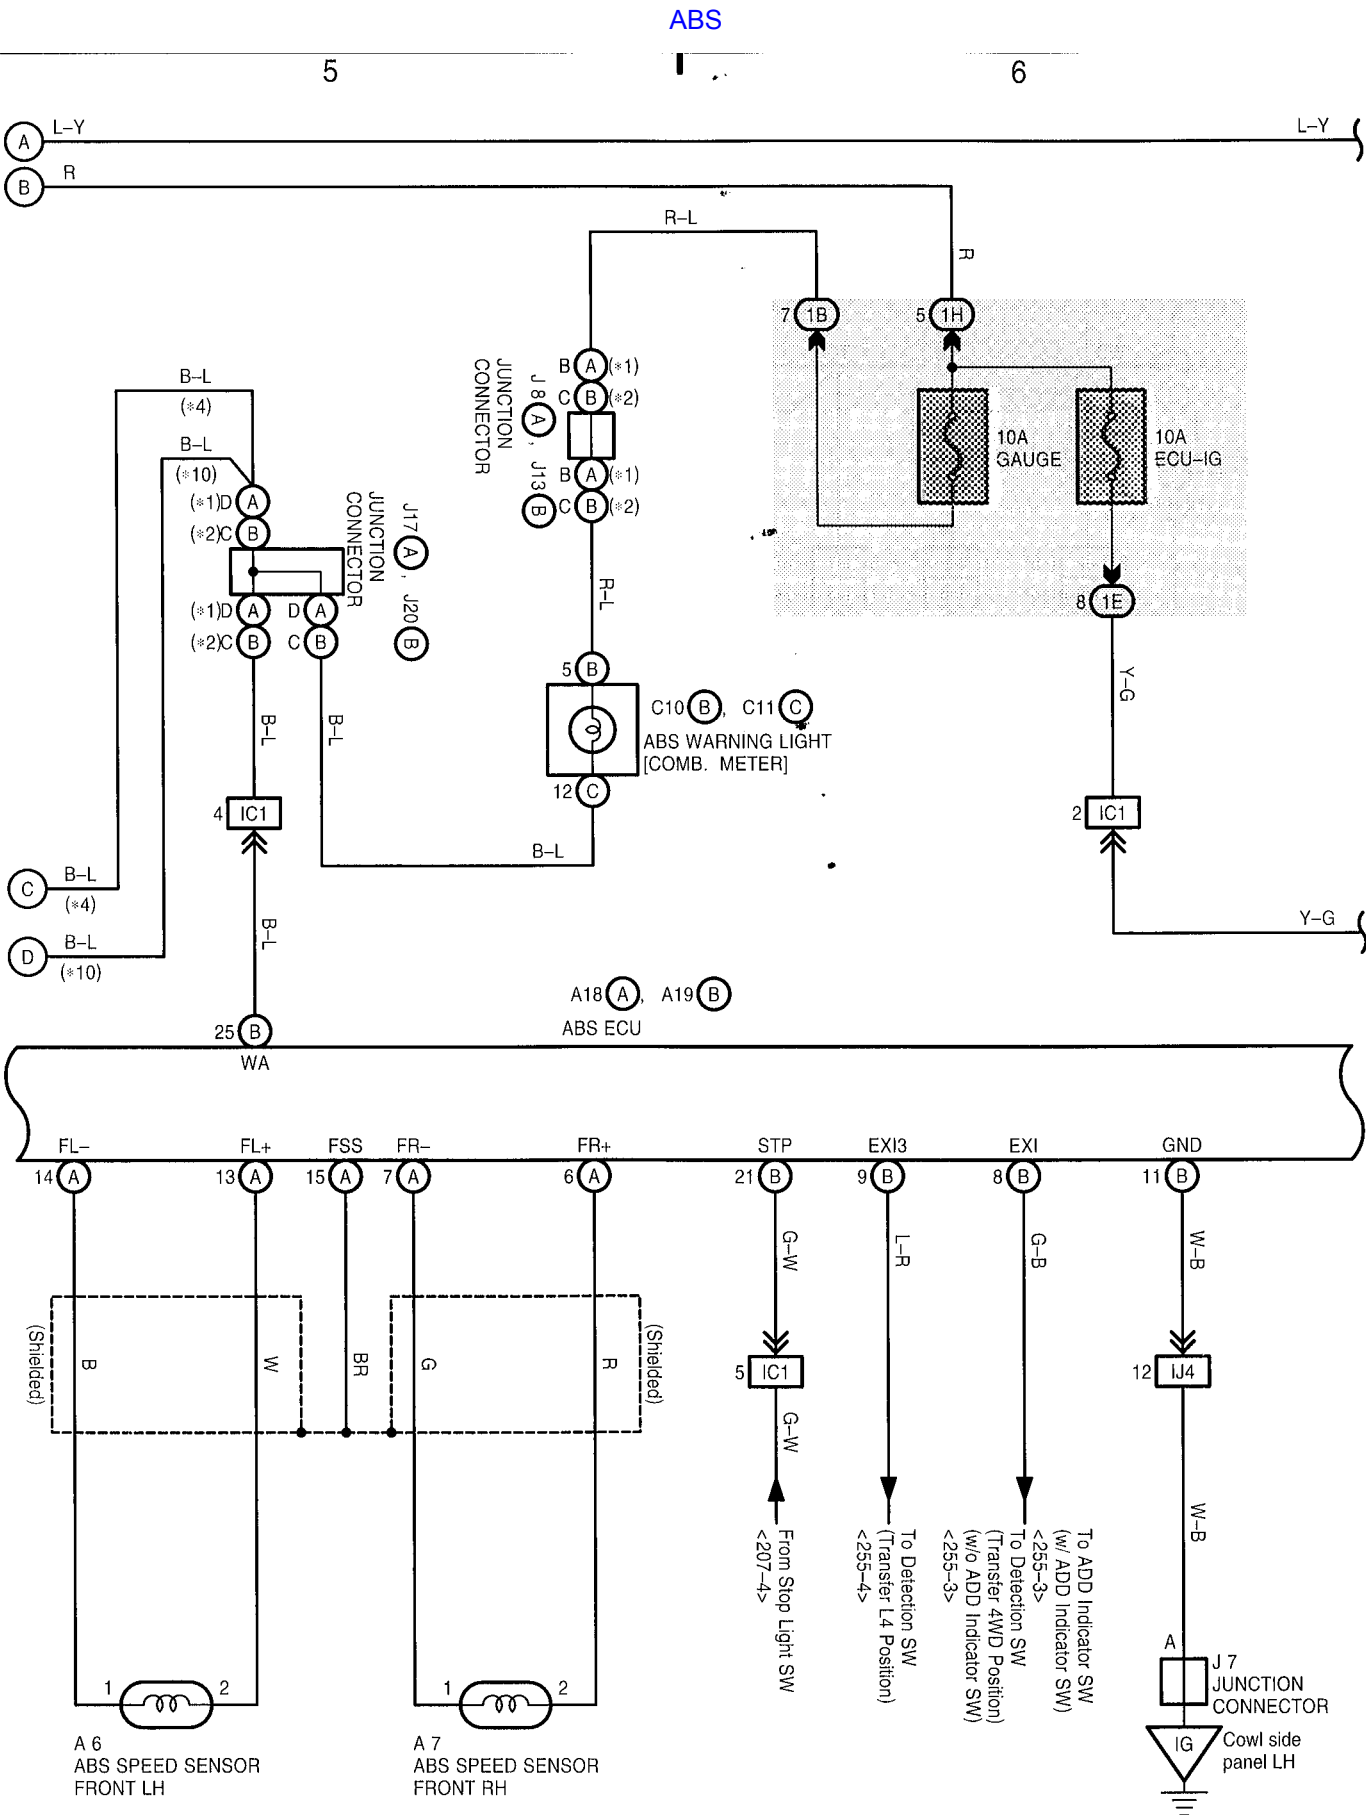 ABS
5
6
A
L–Y
L–Y
B
R
R–L
R
7 1B
5 1H
10A
GAUGE
10A
ECU–IG
8 1E
Y–G
2 IC1
Y–G
B–L
(*4)
B–L
(*10)
(*1)D A
(*2)C B
J17 A , J20 B
JUNCTION
CONNECTOR
(*1)D A
D A
(*2)C B
C B
B–L
B–L
4 IC1
B–L
B–L
B A (*1)
C B (*2)
J 8 A , J13 B
JUNCTION
CONNECTOR
B A (*1)
C B (*2)
R–L
5 B
C10 B , C11 C
ABS WARNING LIGHT
[COMB. METER]
12 C
C
B–L
(*4)
D
B–L
(*10)
A18 A , A19 B
ABS ECU
25 B
WA
FL–
FL+
FSS
FR–
FR+
STP
EXI3
EXI
GND
14 A
13 A
15 A
7 A
6 A
21 B
9 B
8 B
11 B
(Shielded)
B
W
BR
G
R
(Shielded)
G–W
L–R
G–B
W–B
5 IC1
12 IJ4
G–W
W–B
From Stop Light SW
<207–4>
To Detection SW
(Transfer L4 Position)
<255–4>
To ADD Indicator SW
(w/ ADD Indicator SW)
<255–3>
To Detection SW
(Transfer 4WD Position)
(w/o ADD Indicator SW)
<255–3>
A
J 7
JUNCTION
CONNECTOR
IG
Cowl side
panel LH
1
2
A 6
ABS SPEED SENSOR
FRONT LH
1
2
A 7
ABS SPEED SENSOR
FRONT RH